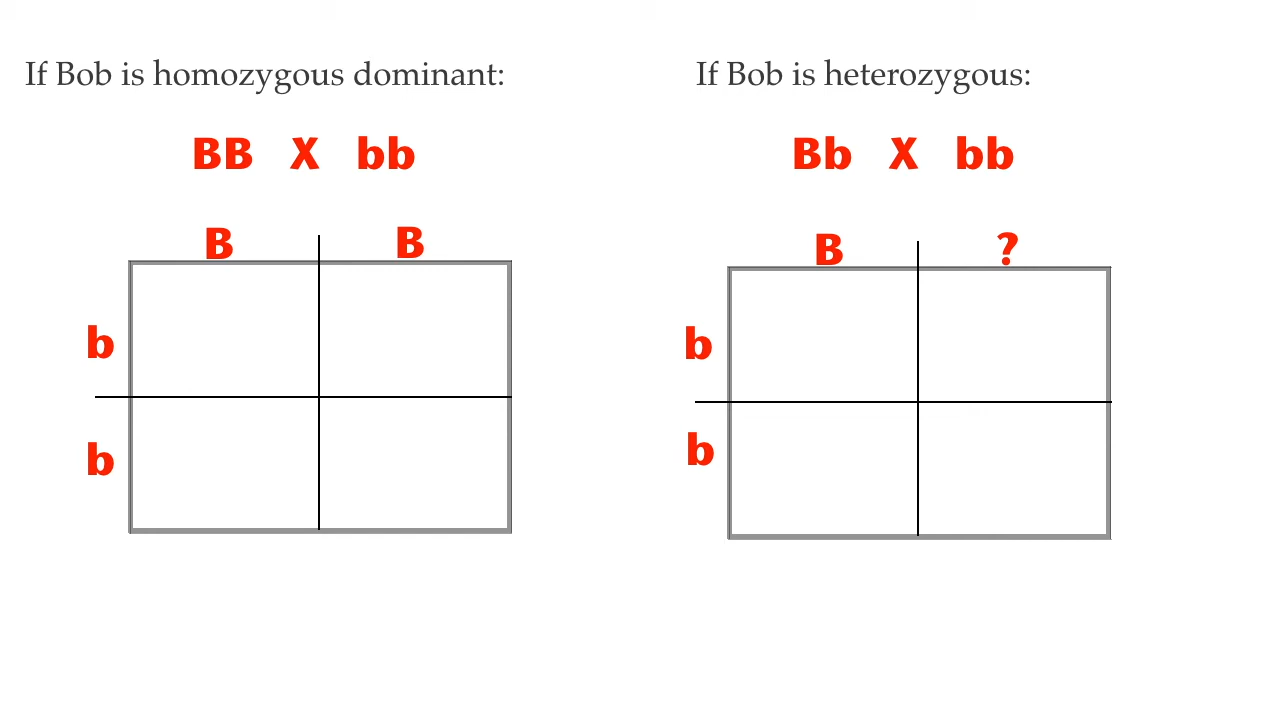 If Bob is homozygous dominant:
BB X bb
B B
b
b
If Bob is heterozygous:
Bb X bb
B ?
b
b